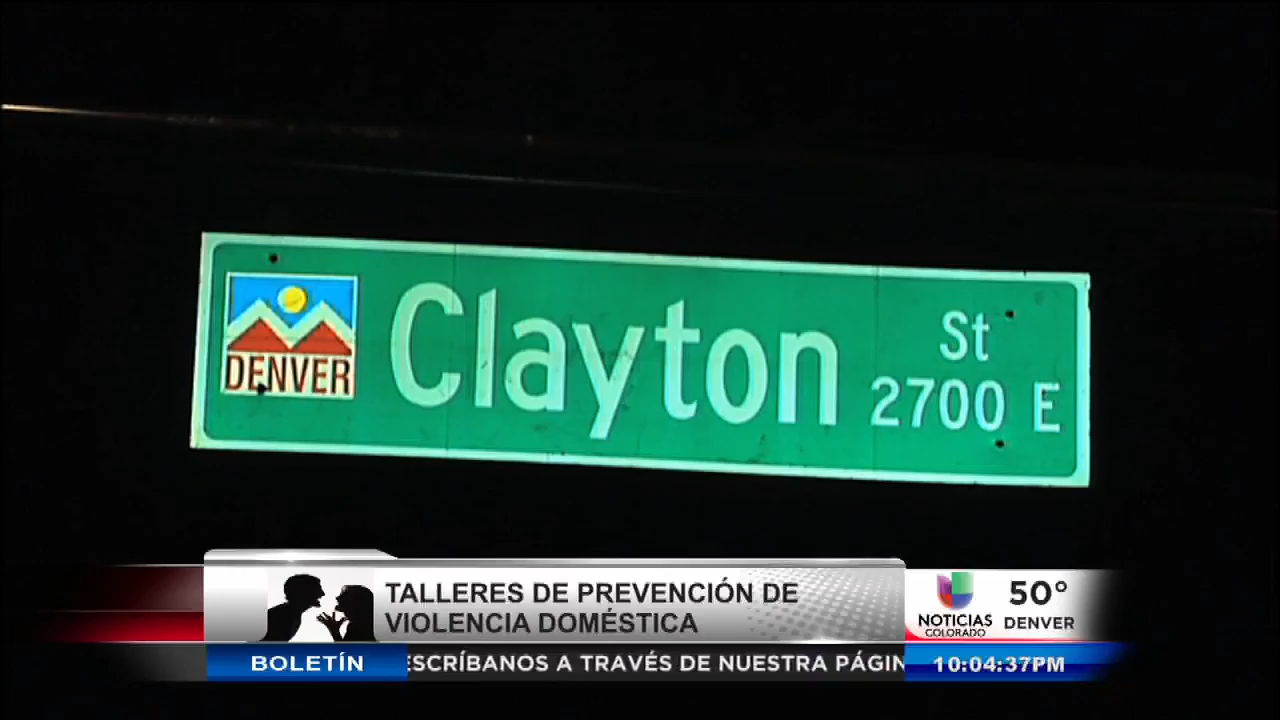 DENVER
Clayton
St
2700 E
TALLERES DE PREVENCIÓN DE
VIOLENCIA DOMÉSTICA
NOTICIAS
COLORADO
50°
DENVER
BOLETÍN
ESCRÍBANOS A TRAVÉS DE NUESTRA
10:04:37PM